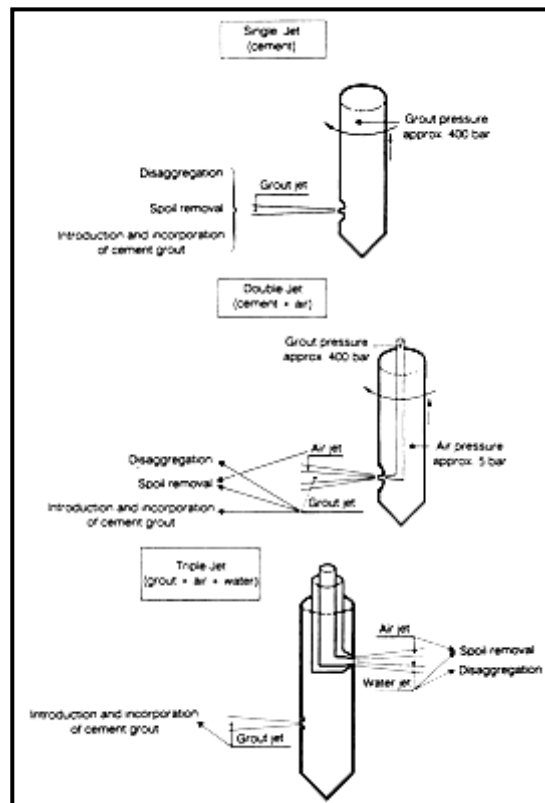 Single Jet
(cement)
Grout pressure
approx. 400 bar
Disaggregation
Grout jet
Spoil removal
Introduction and incorporation
of cement grout
Double Jet
(cement + air)
Grout pressure
approx. 400 bar
Air pressure
approx. 5 bar
Air jet
Disaggregation
Spoil removal
Grout jet
Introduction and incorporation
of cement grout
Triple Jet
(grout + air + water)
Air jet
Spoil removal
Disaggregation
Water jet
Introduction and incorporation
of cement grout
Grout jet